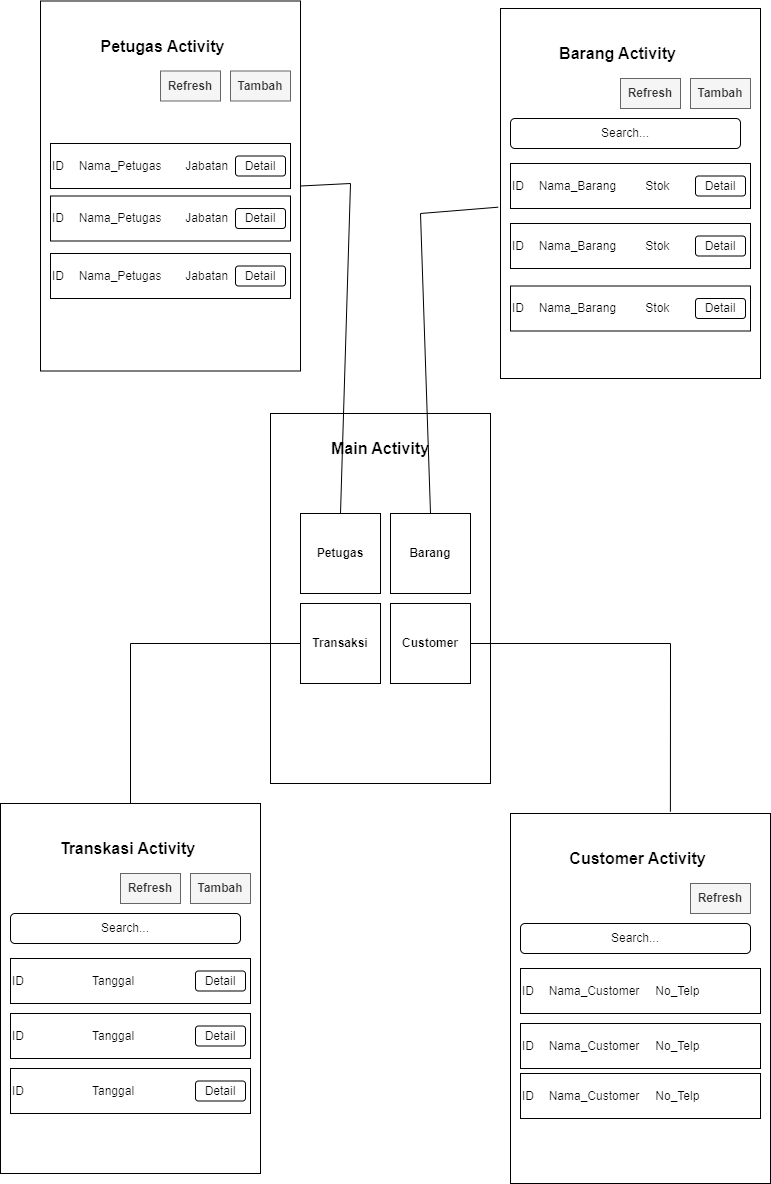 Petugas Activity
Refresh Tambah
ID Nama_Petugas Jabatan Detail
ID Nama_Petugas Jabatan Detail
ID Nama_Petugas Jabatan Detail
Barang Activity
Refresh Tambah
Search...
ID Nama_Barang Stok Detail
ID Nama_Barang Stok Detail
ID Nama_Barang Stok Detail
Main Activity
Petugas Barang
Transaksi Customer
Transkasi Activity
Refresh Tambah
Search...
ID Tanggal Detail
ID Tanggal Detail
ID Tanggal Detail
Customer Activity
Refresh
Search...
ID Nama_Customer No_Telp
ID Nama_Customer No_Telp
ID Nama_Customer No_Telp